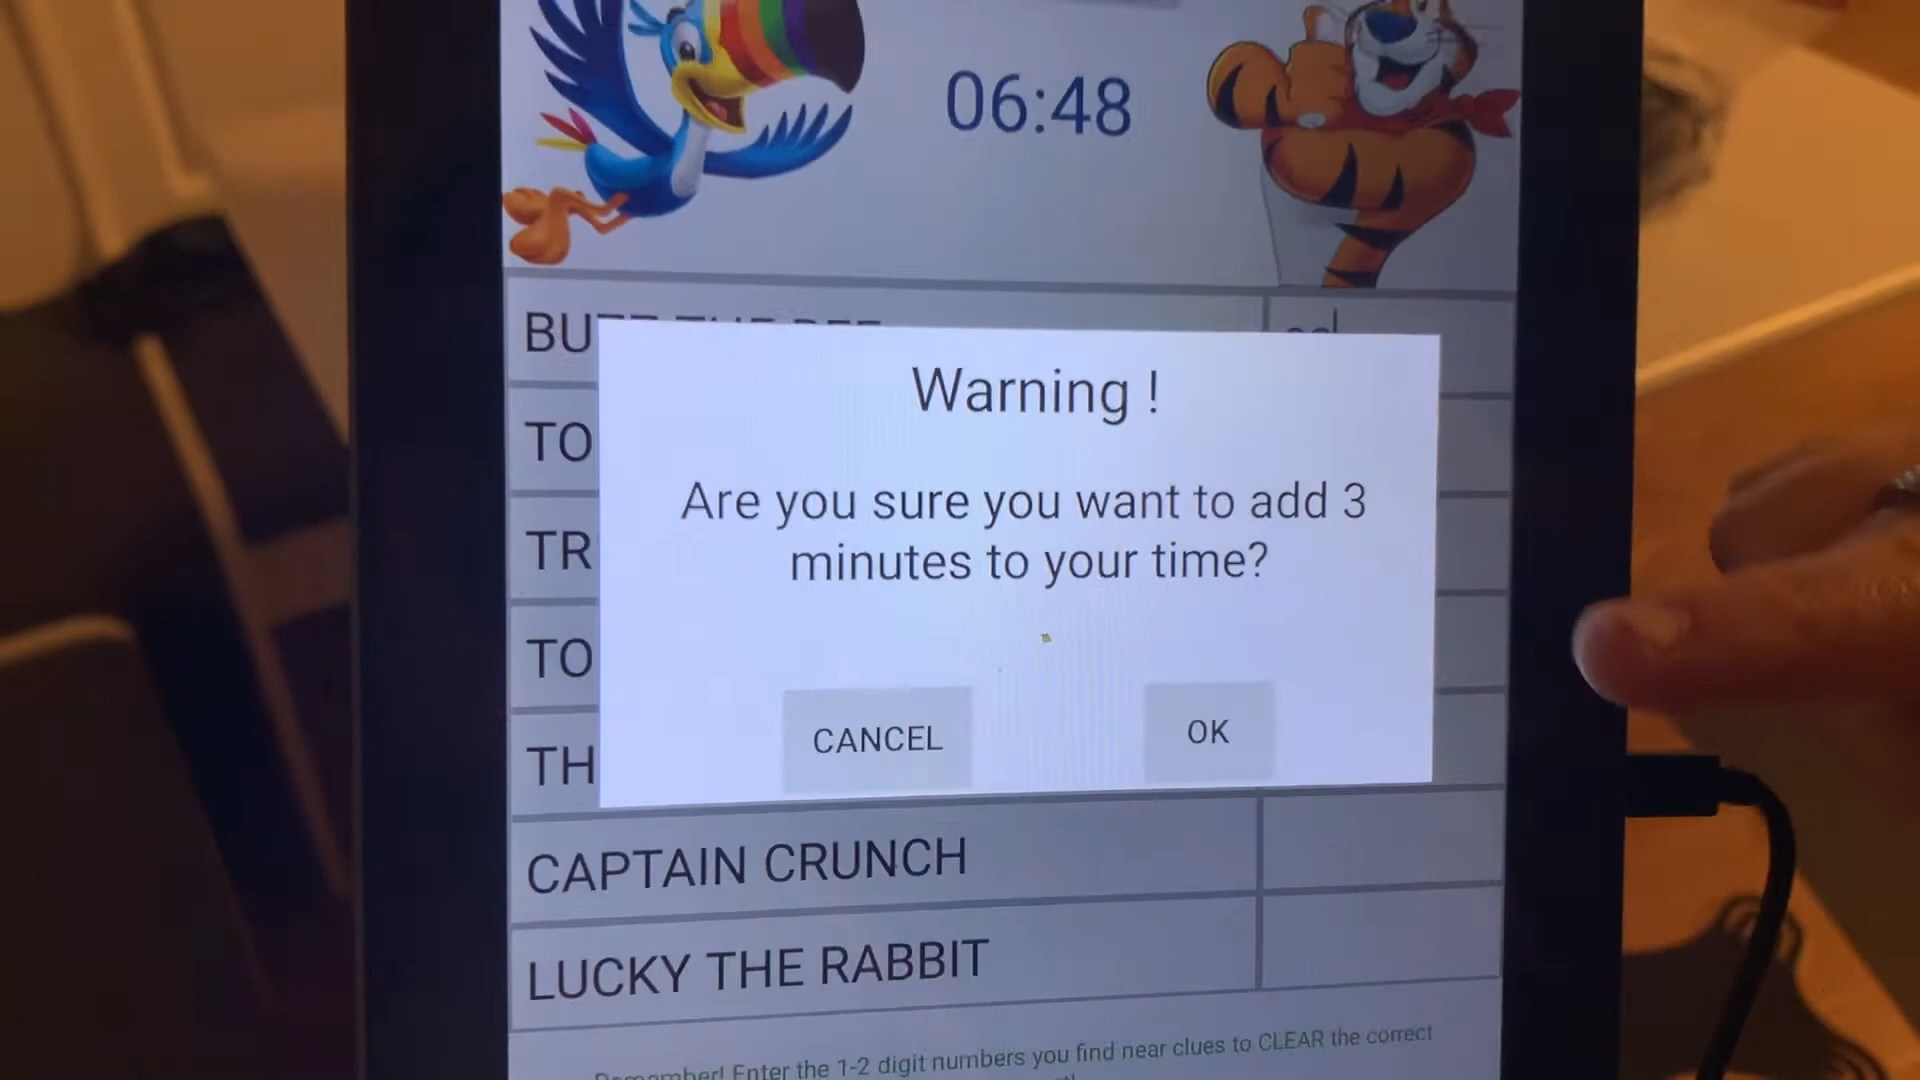 06:48
BU
Warning !
Are you sure you want to add 3
minutes to your time?
CANCEL
OK
TO
TR
TO
TH
CAPTAIN CRUNCH
LUCKY THE RABBIT
Remember! Enter the 1-2 digit numbers you find near clues to CLEAR the correct